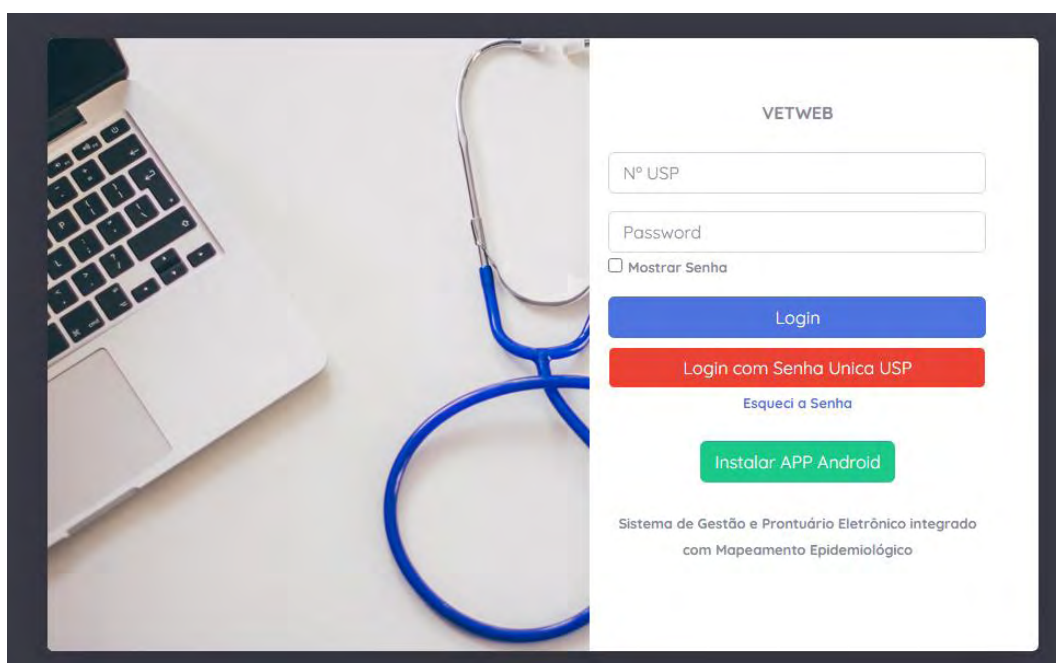 VETWEB
Nº USP
Password
Mostrar Senha
Login
Login com Senha Unica USP
Esqueci a Senha
Instalar APP Android
Sistema de Gestão e Prontuário Eletrônico integrado
com Mapeamento Epidemiológico